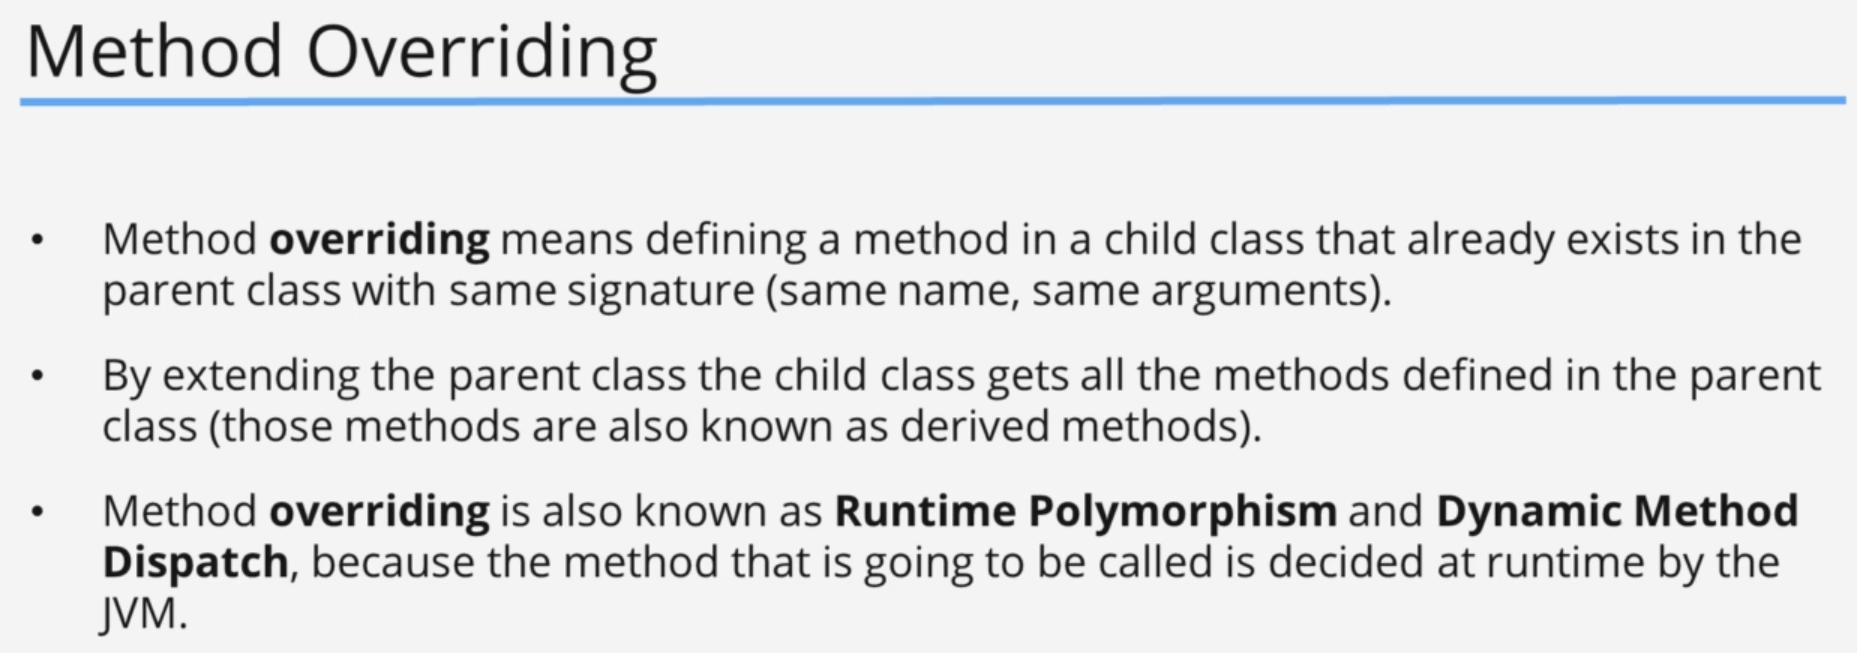 Method Overriding
• Method overriding means defining a method in a child class that already exists in the
parent class with same signature (same name, same arguments).
• By extending the parent class the child class gets all the methods defined in the parent
class (those methods are also known as derived methods).
• Method overriding is also known as Runtime Polymorphism and Dynamic Method
Dispatch, because the method that is going to be called is decided at runtime by the
JVM.